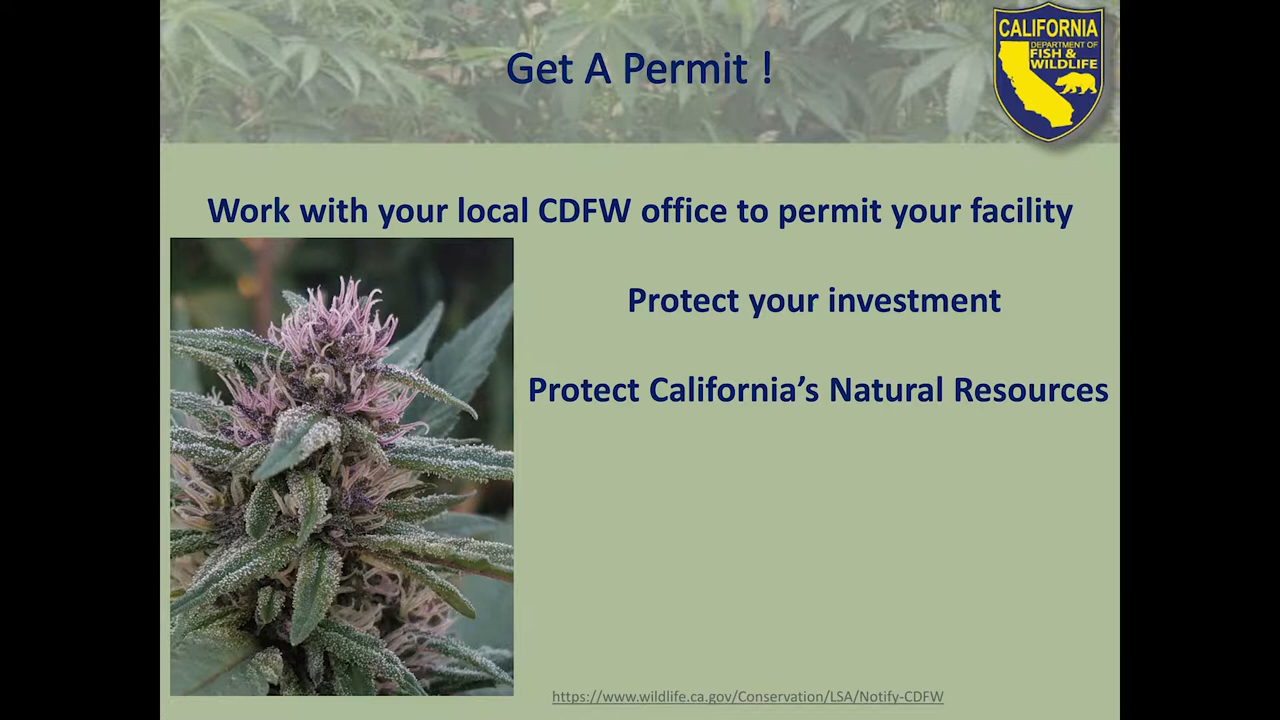 Get A Permit !
CALIFORNIA
DEPARTMENT OF
FISH &
WILDLIFE
Work with your local CDFW office to permit your facility
Protect your investment
Protect California’s Natural Resources
https://www.wildlife.ca.gov/Conservation/LSA/Notify-CDFW